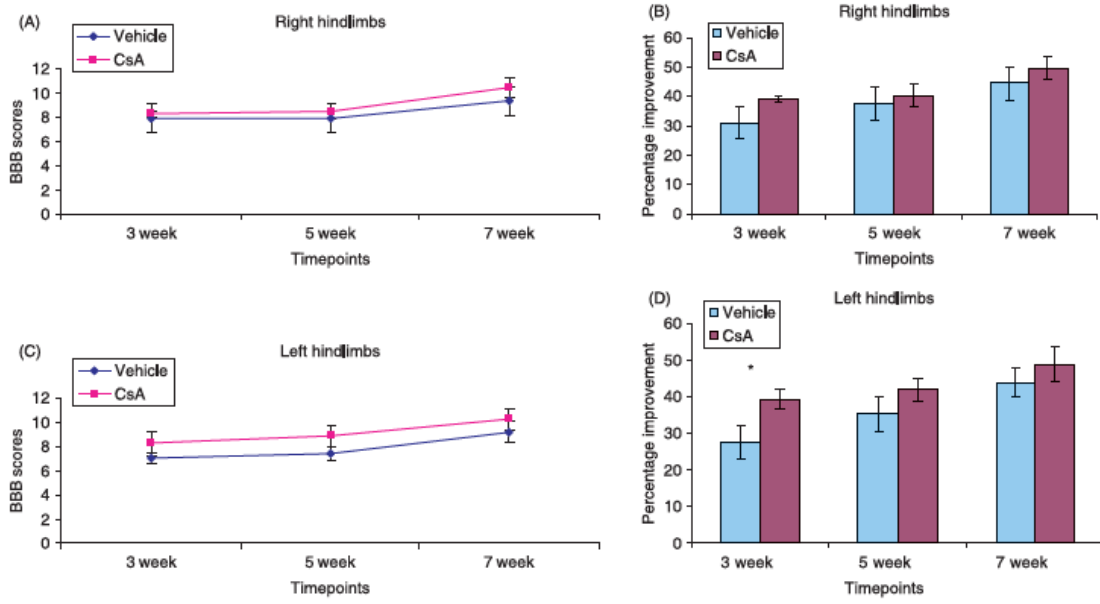 (A)
Right hindlimbs
Vehicle
CsA
12
10
8
6
4
2
0
BBB scores
3 week
5 week
7 week
Timepoints
(B)
Right hindlimbs
Vehicle
CsA
60
50
40
30
20
10
0
Percentage improvement
3 week
5 week
7 week
Timepoints
(C)
Left hindlimbs
Vehicle
CsA
12
10
8
6
4
2
0
BBB scores
3 week
5 week
7 week
Timepoints
(D)
Left hindlimbs
Vehicle
CsA
60
50
40
30
20
10
0
*
Percentage improvement
3 week
5 week
7 week
Timepoints